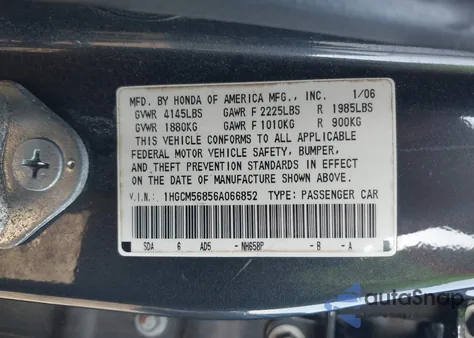 MFD. BY HONDA OF AMERICA MFG., INC. 1/06
GVWR 4145LBS GAWR F 2225LBS R 1985LBS
GVWR 1880KG GAWR F 1010KG R 900KG
THIS VEHICLE CONFORMS TO ALL APPLICABLE
FEDERAL MOTOR VEHICLE SAFETY, BUMPER,
AND THEFT PREVENTION STANDARDS IN EFFECT
ON THE DATE OF MANUFACTURE SHOWN ABOVE.
V.I.N. 1HGCM56856A066852 TYPE: PASSENGER CAR
SDA 6 AD5 -NH658P -B -A
autoSnap